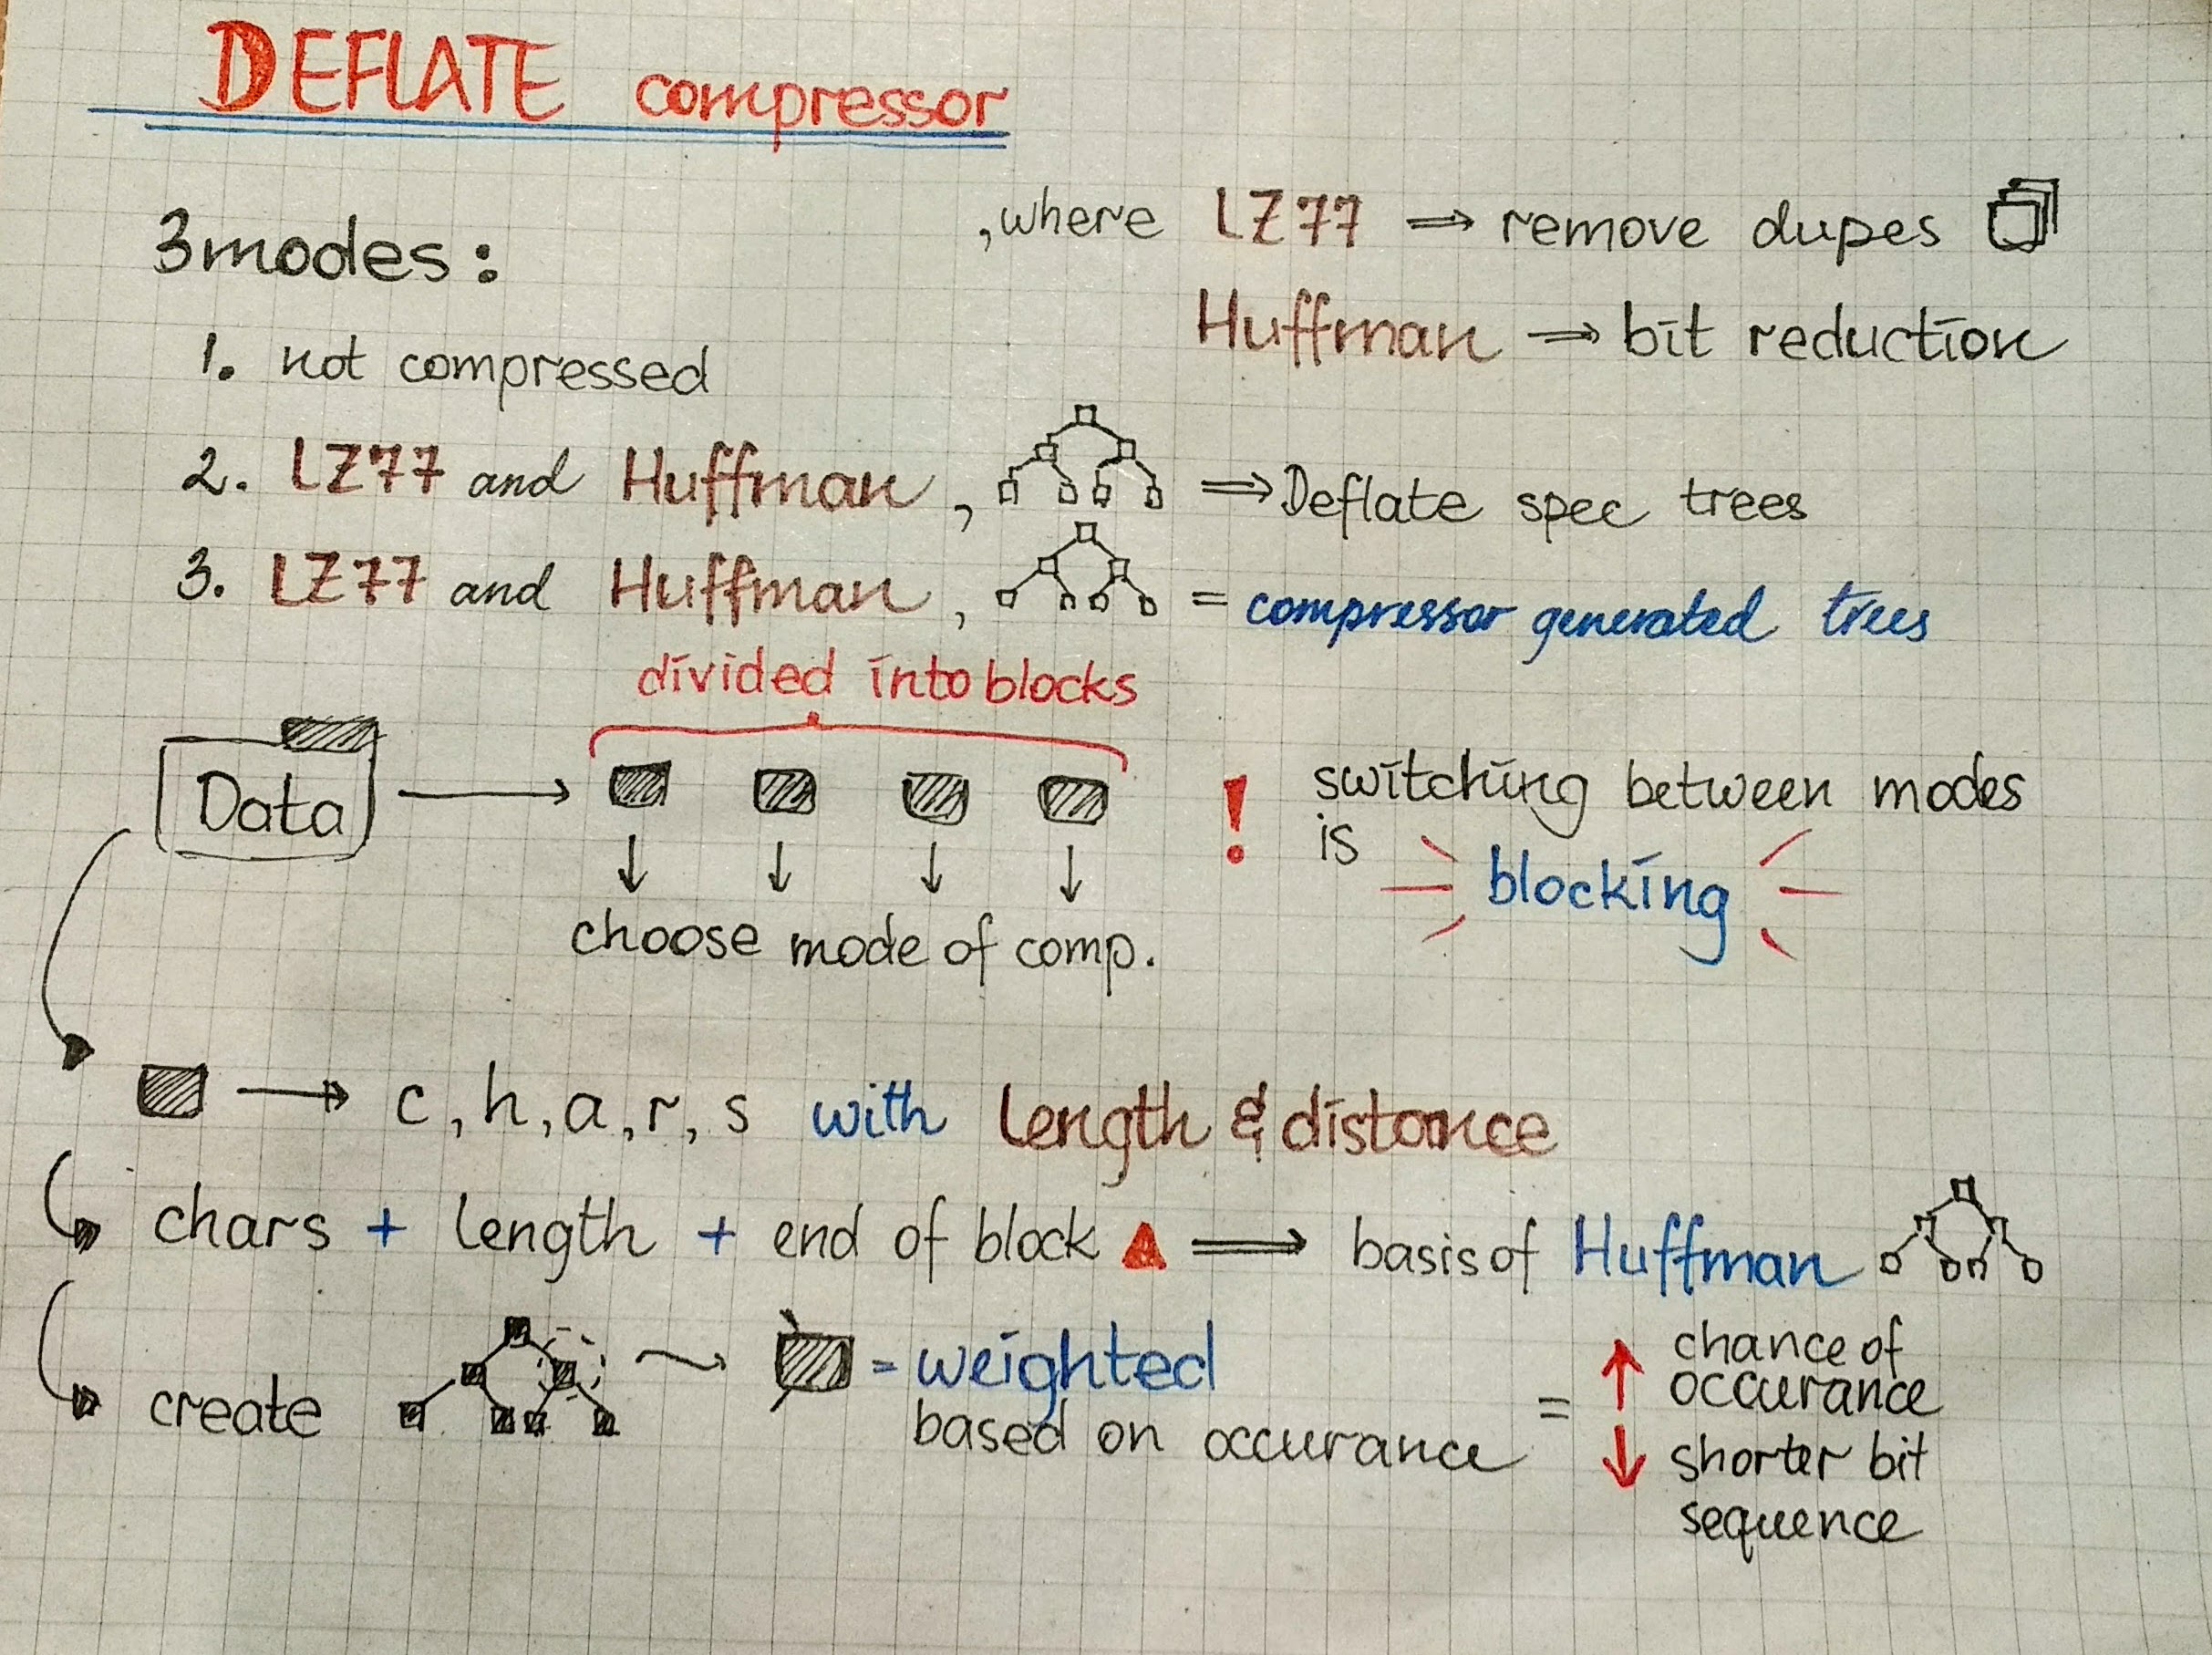 DEFLATE compressor
3 modes:
, where LZ77 ⇒ remove dupes
Huffman ⇒ bit reduction
1. not compressed
2. LZ77 and Huffman, ⇒ Deflate spec trees
3. LZ77 and Huffman, = compressor generated trees
divided into blocks
Data
choose mode of comp.
! switching between modes
is blocking
→ c, h, a, r, s with length & distance
chars + length + end of block ⇒ basis of Huffman
create
= weighted
based on occurance
= ↑ chance of
occurance
↓ shorter bit
sequence